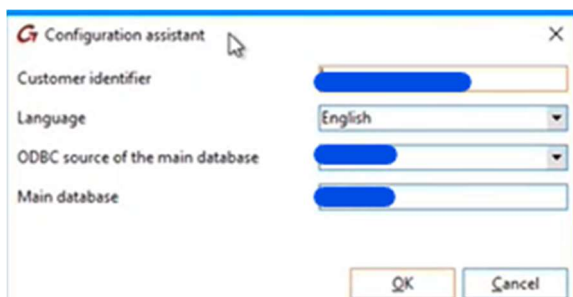 Configuration assistant
Customer identifier
Language English
ODBC source of the main database
Main database
OK Cancel